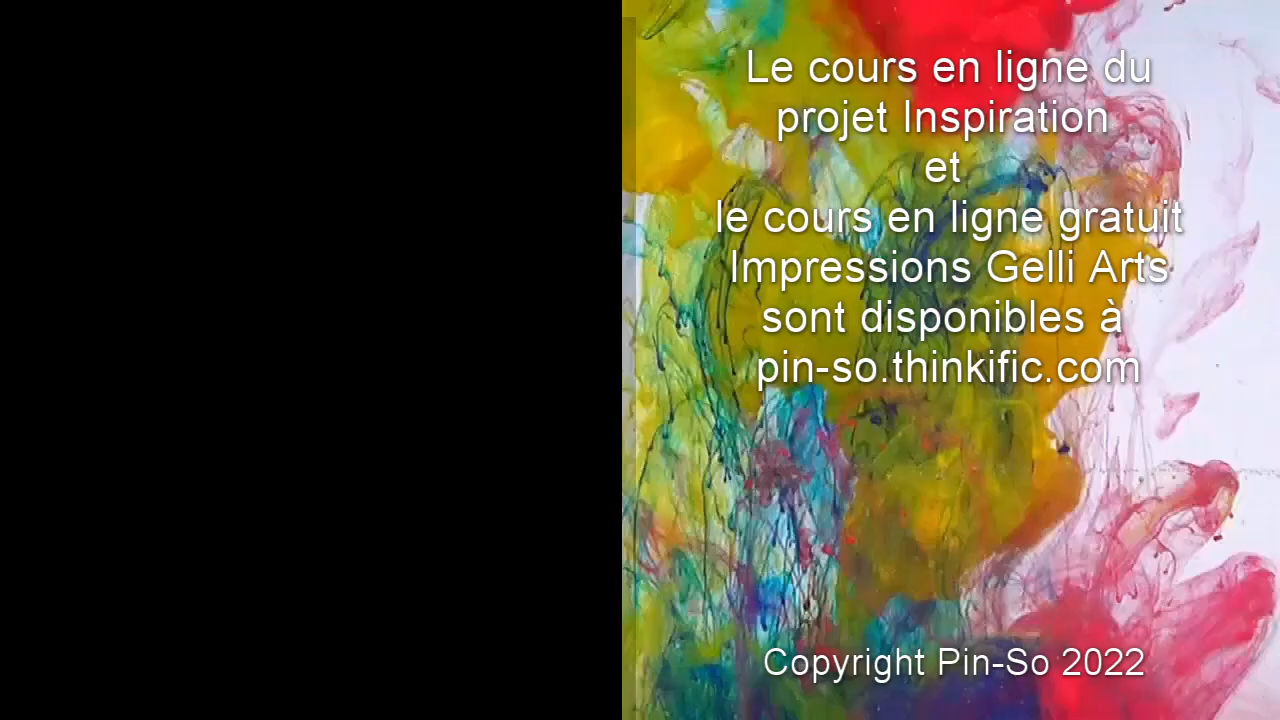 Le cours en ligne du
projet Inspiration
et
le cours en ligne gratuit
Impressions Gelli Arts
sont disponibles à
pin-so.thinkific.com
Copyright Pin-So 2022